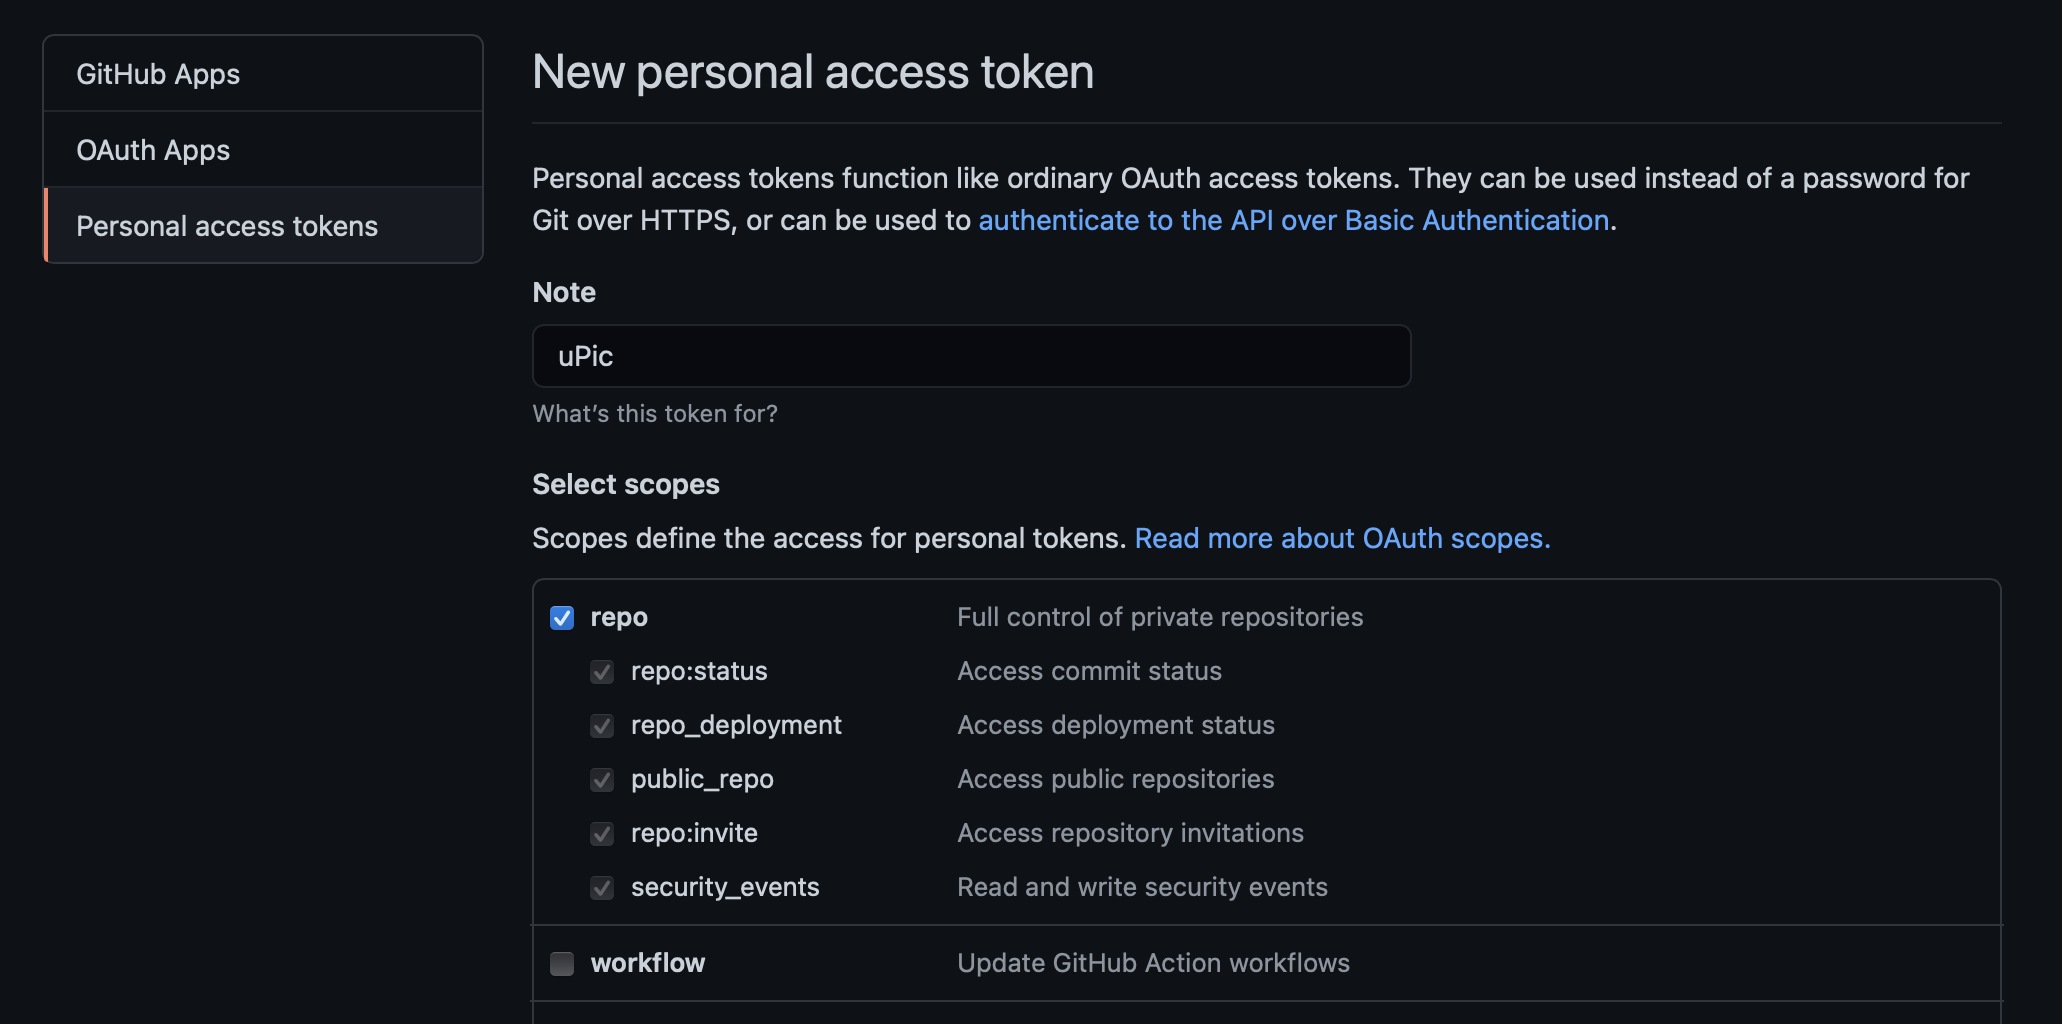 GitHub Apps
OAuth Apps
Personal access tokens
New personal access token
Personal access tokens function like ordinary OAuth access tokens. They can be used instead of a password for
Git over HTTPS, or can be used to authenticate to the API over Basic Authentication.
Note
uPic
What’s this token for?
Select scopes
Scopes define the access for personal tokens. Read more about OAuth scopes.
repo Full control of private repositories
repo:status Access commit status
repo_deployment Access deployment status
public_repo Access public repositories
repo:invite Access repository invitations
security_events Read and write security events
workflow Update GitHub Action workflows